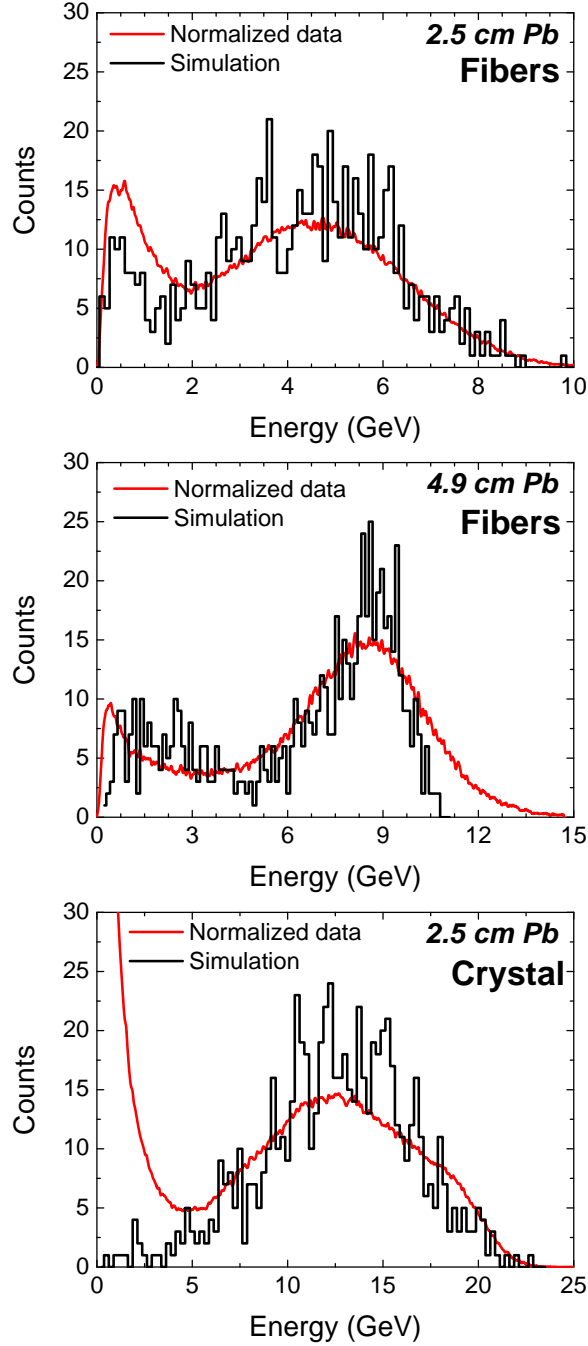 30
Normalized data
2.5 cm Pb
25
Simulation
Fibers
20
15
10
5
0
Counts
0 2 4 6 8 10
Energy (GeV)
30
Normalized data
4.9 cm Pb
25
Simulation
Fibers
20
15
10
5
0
Counts
0 3 6 9 12 15
Energy (GeV)
30
Normalized data
2.5 cm Pb
25
Simulation
Crystal
20
15
10
5
0
Counts
0 5 10 15 20 25
Energy (GeV)